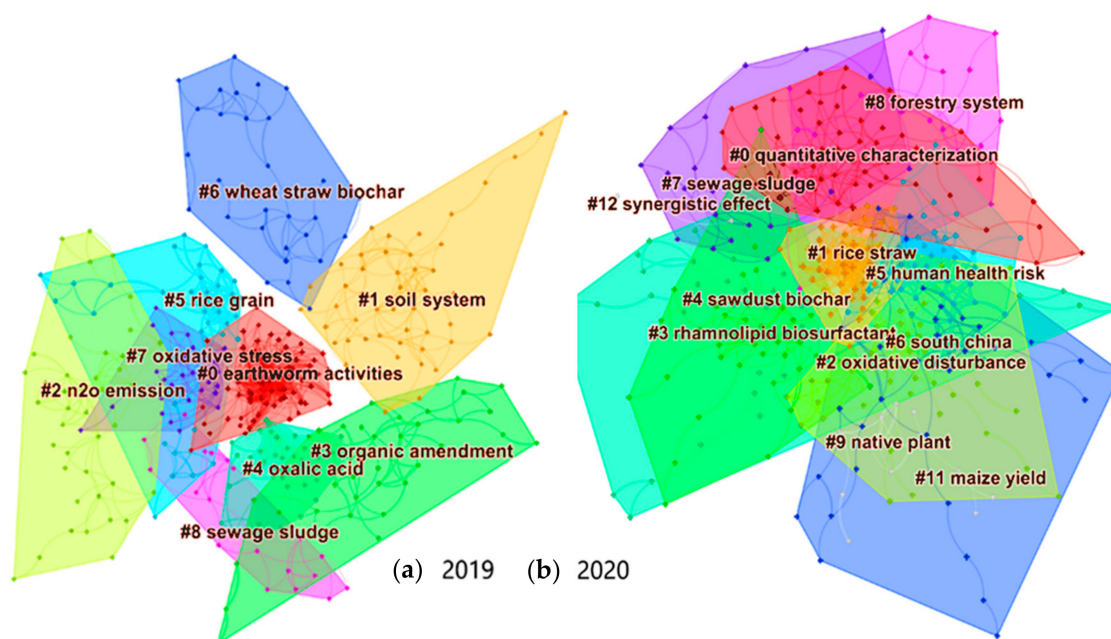 #6 wheat straw biochar
#1 soil system
#5 rice grain
#7 oxidative stress
#0 earthworm activities
#2 n2o emission
#3 organic amendment
#4 oxalic acid
#8 sewage sludge
(a) 2019
#8 forestry system
#0 quantitative characterization
#7 sewage sludge
#12 synergistic effect
#1 rice straw
#5 human health risk
#4 sawdust biochar
#3 rhamnolipid biosurfactant
#6 south china
#2 oxidative disturbance
#9 native plant
#11 maize yield
(b) 2020